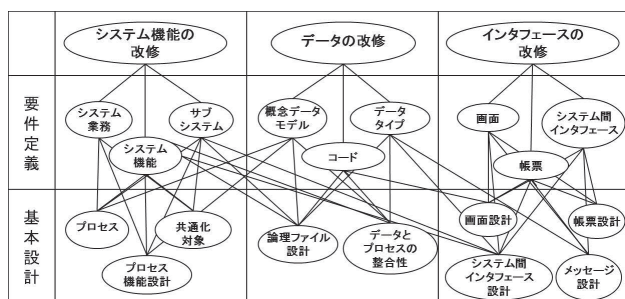 システム機能の
改修
データの改修
インタフェースの
改修
要件定義
システム
業務
サブ
システム
システム
機能
概念データ
モデル
データ
タイプ
コード
画面
システム間
インタフェース
帳票
基本設計
プロセス
共通化
対象
プロセス
機能設計
論理ファイル
設計
データと
プロセスの
整合性
画面設計
帳票設計
システム間
インタフェース
設計
メッセージ
設計